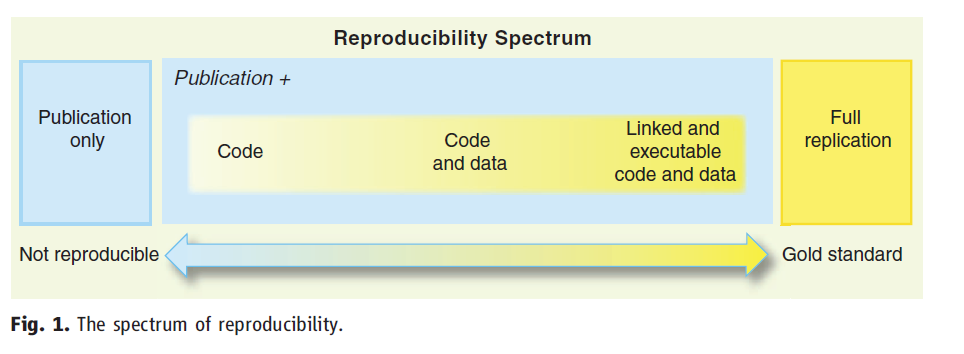 Reproducibility Spectrum
Publication only
Publication +
Code
Code and data
Linked and executable code and data
Full replication
Not reproducible
Gold standard
Fig. 1. The spectrum of reproducibility.